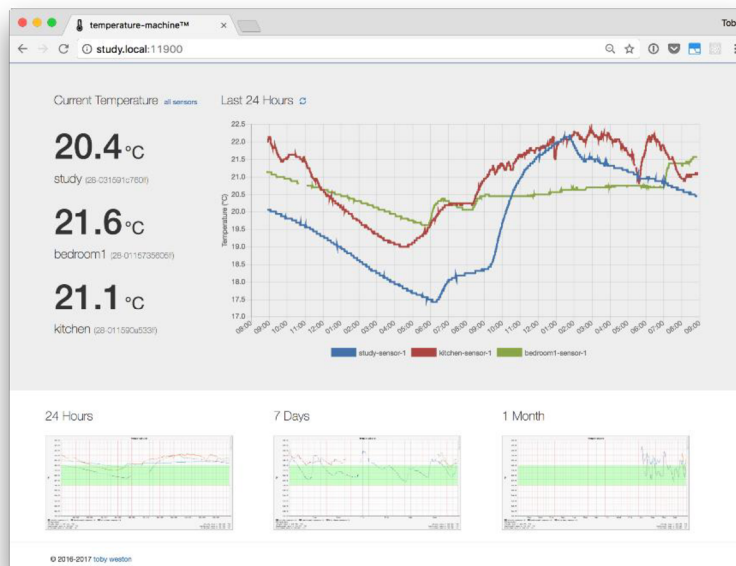 temperature-machine™
Tob
study.local:11900
Current Temperature all sensors
Last 24 Hours
20.4 °C
study
21.6 °C
bedroom1
21.1 °C
kitchen
Temperature (°C)
22.5
22.0
21.5
21.0
20.5
20.0
19.5
19.0
18.5
18.0
17.5
17.0
08:00 09:00 10:00 11:00 12:00 01:00 02:00 03:00 04:00 05:00 06:00 07:00 08:00 09:00 10:00 11:00 12:00 01:00 02:00 03:00 04:00 05:00 06:00 07:00 08:00 09:00
study-sensor-1 kitchen-sensor-1 bedroom1-sensor-1
24 Hours
7 Days
1 Month
© 2016-2017 toby weston